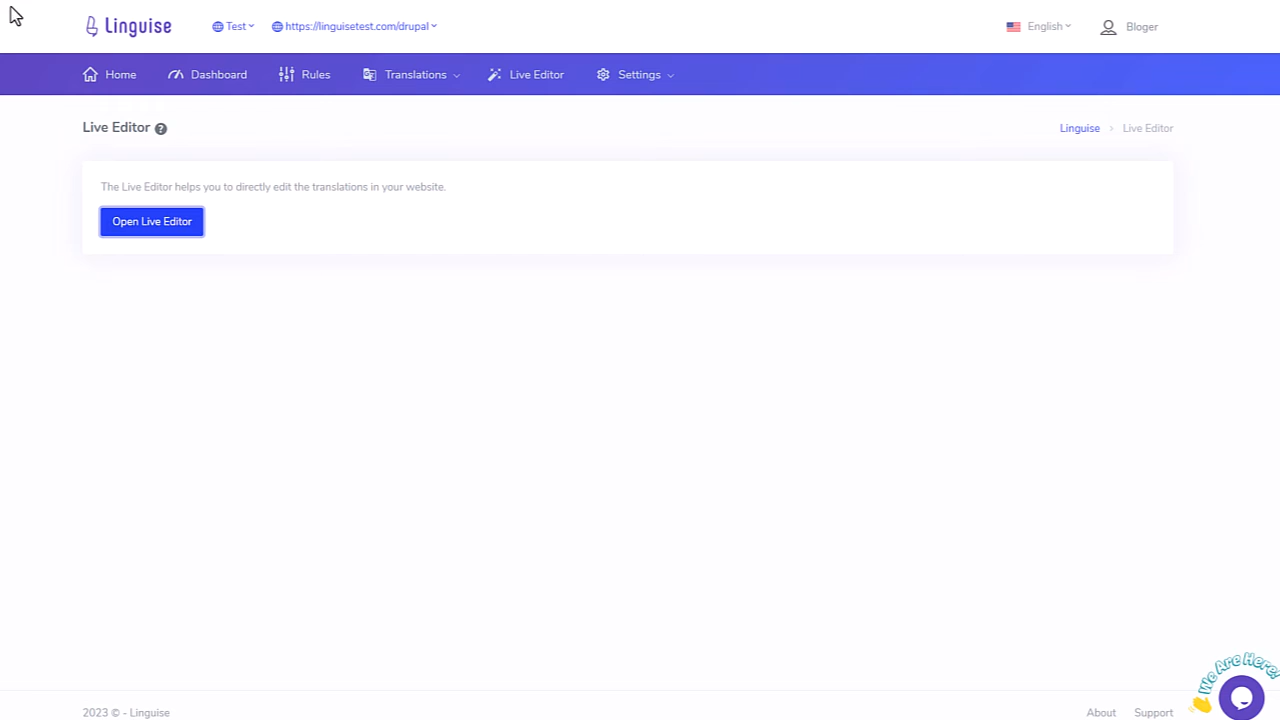 Linguise
Test
https://linguisetest.com/drupal
English
Bloger
Home
Dashboard
Rules
Translations
Live Editor
Settings
Live Editor
Linguise > Live Editor
The Live Editor helps you to directly edit the translations in your website.
Open Live Editor
We Are Here!
2023 © - Linguise
About
Support